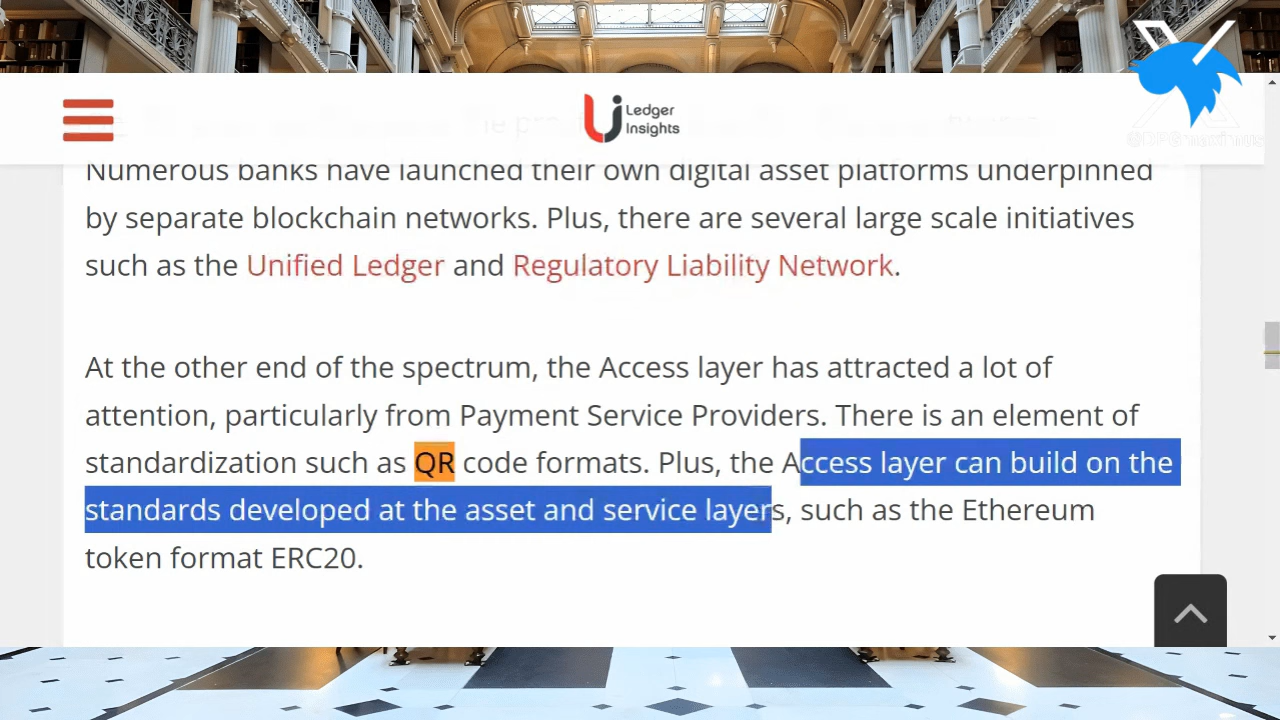 Ledger
Insights
Numerous banks have launched their own digital asset platforms underpinned
by separate blockchain networks. Plus, there are several large scale initiatives
such as the Unified Ledger and Regulatory Liability Network.
At the other end of the spectrum, the Access layer has attracted a lot of
attention, particularly from Payment Service Providers. There is an element of
standardization such as QR code formats. Plus, the Access layer can build on the
standards developed at the asset and service layers, such as the Ethereum
token format ERC20.